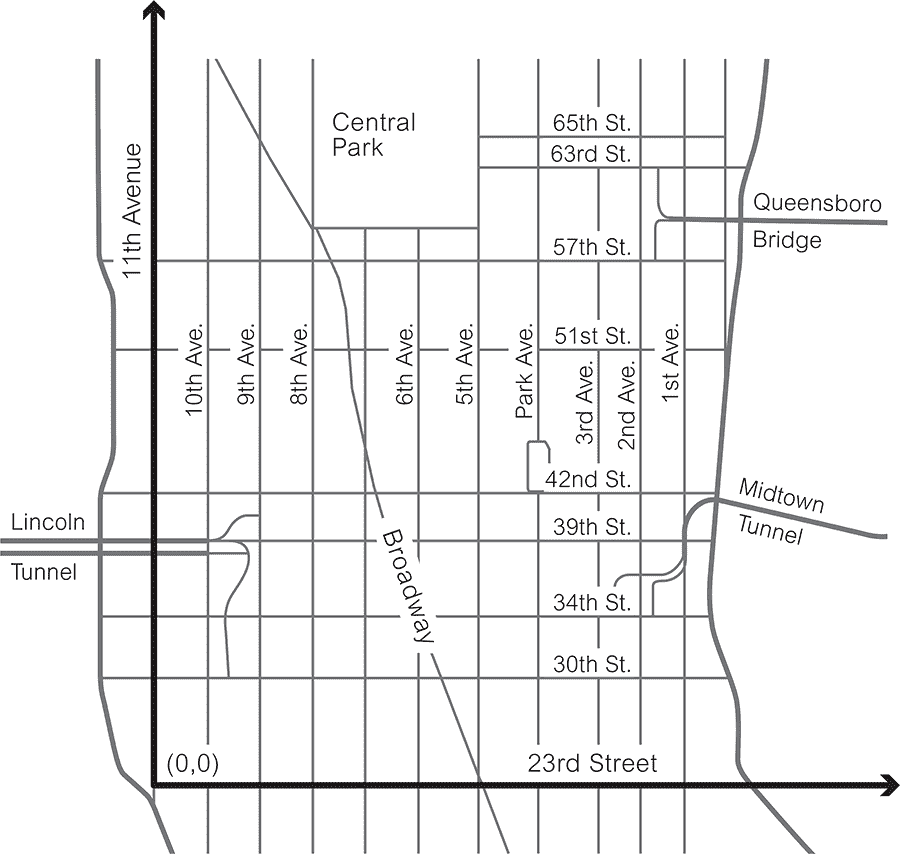 Central
Park
65th St.
63rd St.
11th Avenue
Queensboro
Bridge
57th St.
51st St.
10th Ave.
9th Ave.
8th Ave.
6th Ave.
5th Ave.
Park Ave.
3rd Ave.
2nd Ave.
1st Ave.
42nd St.
Midtown
Tunnel
Lincoln
Tunnel
39th St.
Broadway
34th St.
30th St.
(0,0)
23rd Street